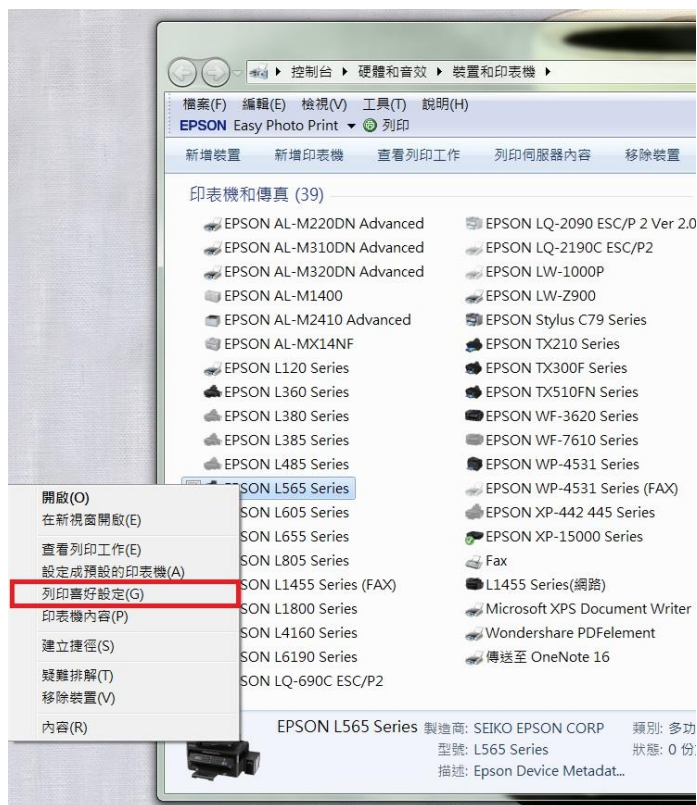 控制台 ▸ 硬體和音效 ▸ 裝置和印表機 ▸
檔案(F) 編輯(E) 檢視(V) 工具(T) 說明(H)
EPSON Easy Photo Print 列印
新增裝置 新增印表機 查看列印工作 列印伺服器內容 移除裝置
印表機和傳真 (39)
EPSON AL-M220DN Advanced
EPSON AL-M310DN Advanced
EPSON AL-M320DN Advanced
EPSON AL-M1400
EPSON AL-M2410 Advanced
EPSON AL-MX14NF
EPSON L120 Series
EPSON L360 Series
EPSON L380 Series
EPSON L385 Series
EPSON L485 Series
SON L565 Series
SON L605 Series
SON L655 Series
SON L805 Series
SON L1455 Series (FAX)
SON L1800 Series
SON L4160 Series
SON L6190 Series
SON LQ-690C ESC/P2
EPSON LQ-2090 ESC/P 2 Ver 2.0
EPSON LQ-2190C ESC/P2
EPSON LW-1000P
EPSON LW-Z900
EPSON Stylus C79 Series
EPSON TX210 Series
EPSON TX300F Series
EPSON TX510FN Series
EPSON WF-3620 Series
EPSON WF-7610 Series
EPSON WP-4531 Series
EPSON WP-4531 Series (FAX)
EPSON XP-442 445 Series
EPSON XP-15000 Series
Fax
L1455 Series(網路)
Microsoft XPS Document Writer
Wondershare PDFelement
傳送至 OneNote 16
開啟(O)
在新視窗開啟(E)
查看列印工作(E)
設定成預設的印表機(A)
列印喜好設定(G)
印表機內容(P)
建立捷徑(S)
疑難排解(T)
移除裝置(V)
內容(R)
EPSON L565 Series 製造商: SEIKO EPSON CORP 類別: 多功
型號: L565 Series 狀態: 0 份
描述: Epson Device Metadat...